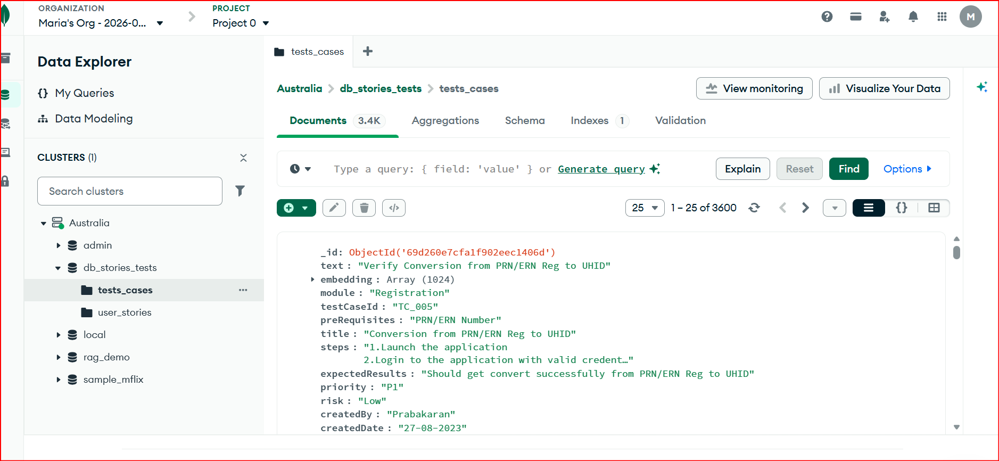 ORGANIZATION
Maria's Org - 2026-0...
PROJECT
Project 0
M
Data Explorer
My Queries
Data Modeling
CLUSTERS (1)
Search clusters
Australia
admin
db_stories_tests
tests_cases
user_stories
local
rag_demo
sample_mflix
tests_cases
Australia > db_stories_tests > tests_cases
View monitoring
Visualize Your Data
Documents 3.4K
Aggregations
Schema
Indexes 1
Validation
Type a query: { field: 'value' } or Generate query
Explain
Reset
Find
Options
25
1 – 25 of 3600
_id: ObjectId('69d260e7cfa1f902eec1406d')
text : "Verify Conversion from PRN/ERN Reg to UHID"
embedding : Array (1024)
module : "Registration"
testCaseId : "TC_005"
preRequisites : "PRN/ERN Number"
title : "Conversion from PRN/ERN Reg to UHID"
steps : "1.Launch the application
2.Login to the application with valid credent…"
expectedResults : "Should get convert successfully from PRN/ERN Reg to UHID"
priority : "P1"
risk : "Low"
createdBy : "Prabakaran"
createdDate : "27-08-2023"